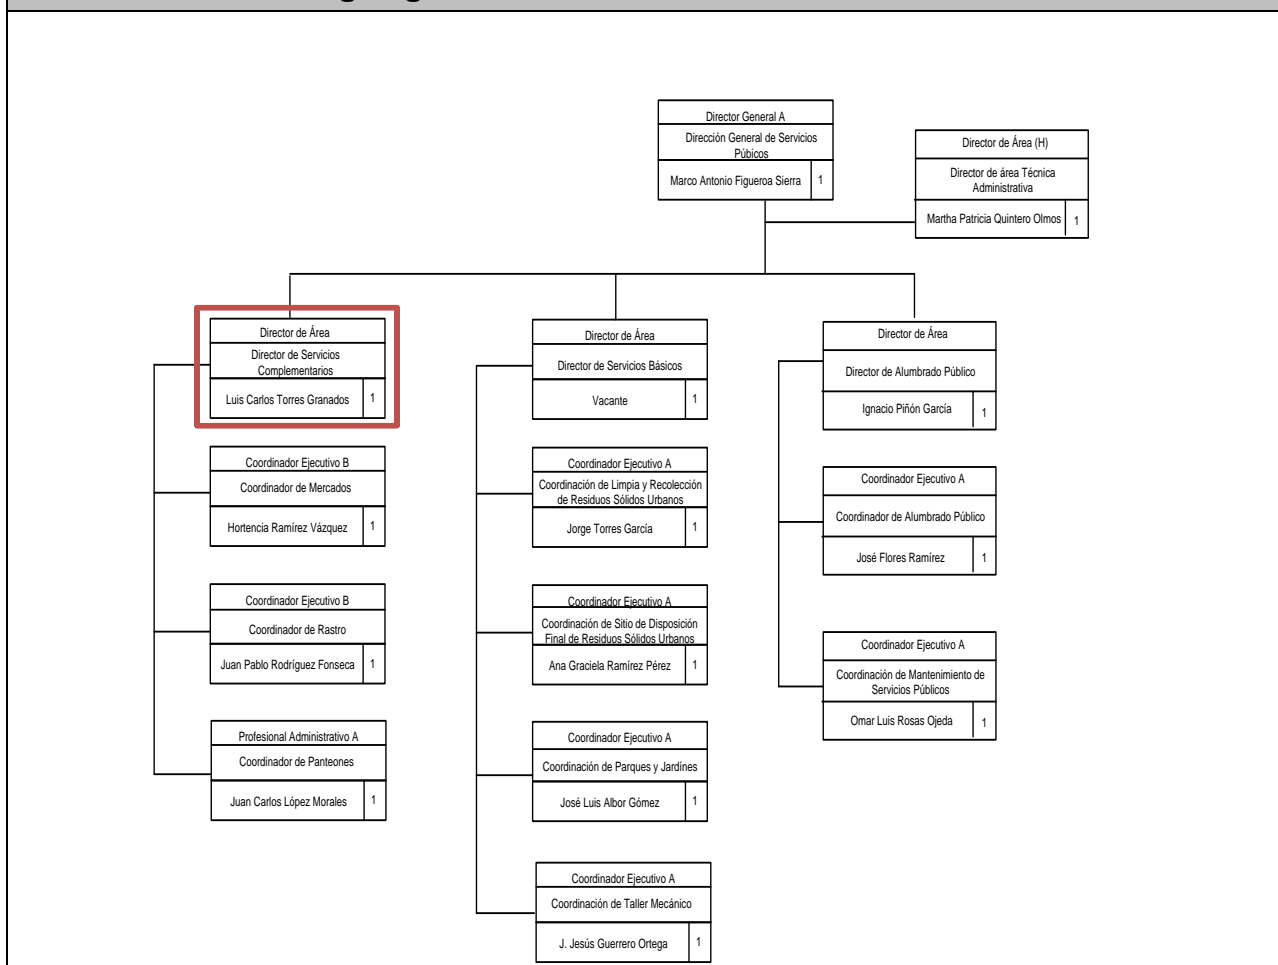 Director General A
Dirección General de Servicios
Púbicos
Marco Antonio Figueroa Sierra 1
Director de Área (H)
Director de área Técnica
Administrativa
Martha Patricia Quintero Olmos 1
Director de Área
Director de Servicios
Complementarios
Luis Carlos Torres Granados 1
Coordinador Ejecutivo B
Coordinador de Mercados
Hortencia Ramírez Vázquez 1
Coordinador Ejecutivo B
Coordinador de Rastro
Juan Pablo Rodríguez Fonseca 1
Profesional Administrativo A
Coordinador de Panteones
Juan Carlos López Morales 1
Director de Área
Director de Servicios Básicos
Vacante 1
Coordinador Ejecutivo A
Coordinación de Limpia y Recolección
de Residuos Sólidos Urbanos
Jorge Torres García 1
Coordinador Ejecutivo A
Coordinación de Sitio de Disposición
Final de Residuos Sólidos Urbanos
Ana Graciela Ramírez Pérez 1
Coordinador Ejecutivo A
Coordinación de Parques y Jardínes
José Luis Albor Gómez 1
Coordinador Ejecutivo A
Coordinación de Taller Mecánico
J. Jesús Guerrero Ortega 1
Director de Área
Director de Alumbrado Público
Ignacio Piñón García 1
Coordinador Ejecutivo A
Coordinador de Alumbrado Público
José Flores Ramírez 1
Coordinador Ejecutivo A
Coordinación de Mantenimiento de
Servicios Públicos
Omar Luis Rosas Ojeda 1